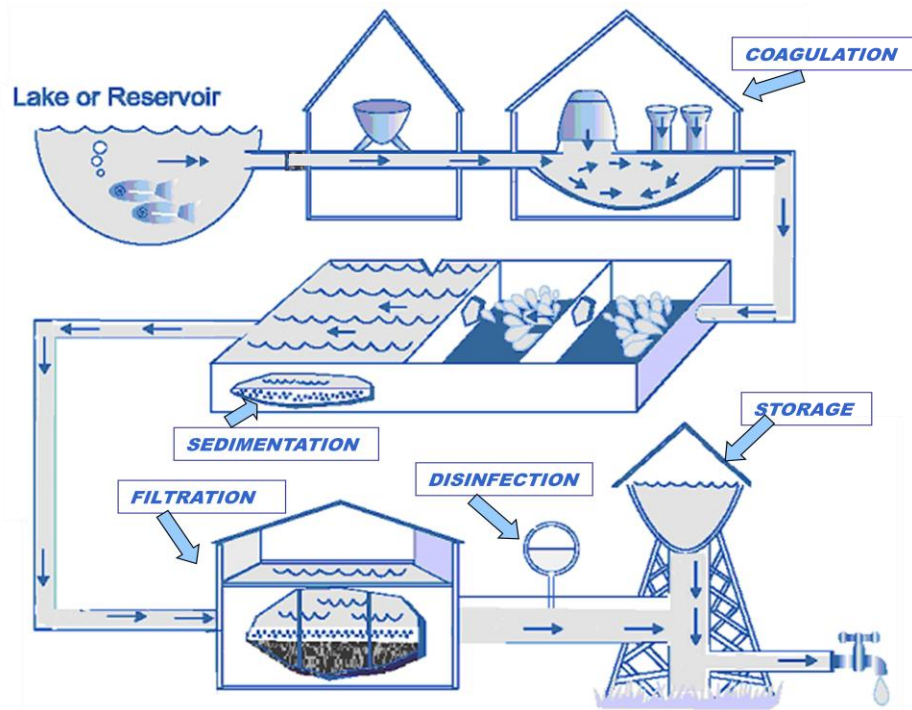 COAGULATION
Lake or Reservoir
STORAGE
SEDIMENTATION
FILTRATION
DISINFECTION